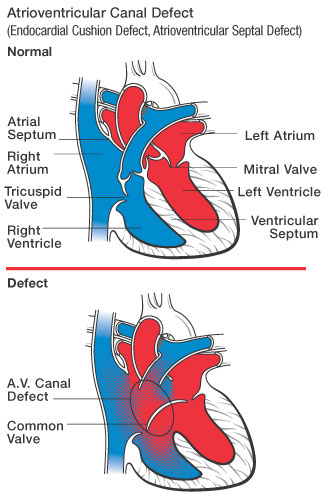 Atrioventricular Canal Defect
(Endocardial Cushion Defect, Atrioventricular Septal Defect)
Normal
Atrial
Septum
Right
Atrium
Tricuspid
Valve
Right
Ventricle
Left Atrium
Mitral Valve
Left Ventricle
Ventricular
Septum
Defect
A.V. Canal
Defect
Common
Valve